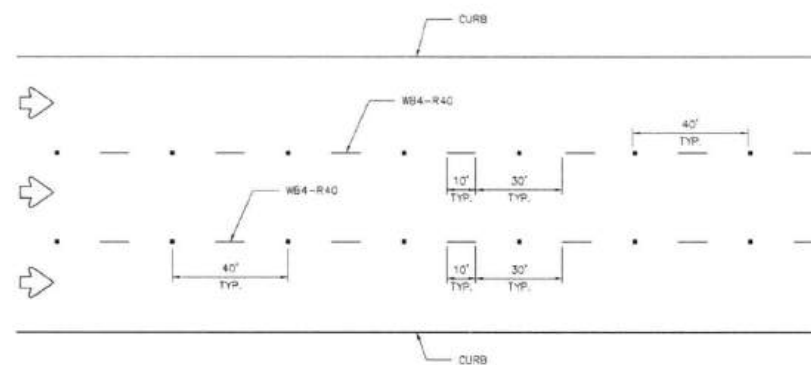 CURB
WB4-R40
40'
TYP.
10'
30'
TYP.
TYP.
WB4-R40
40'
TYP.
10'
30'
TYP.
TYP.
CURB